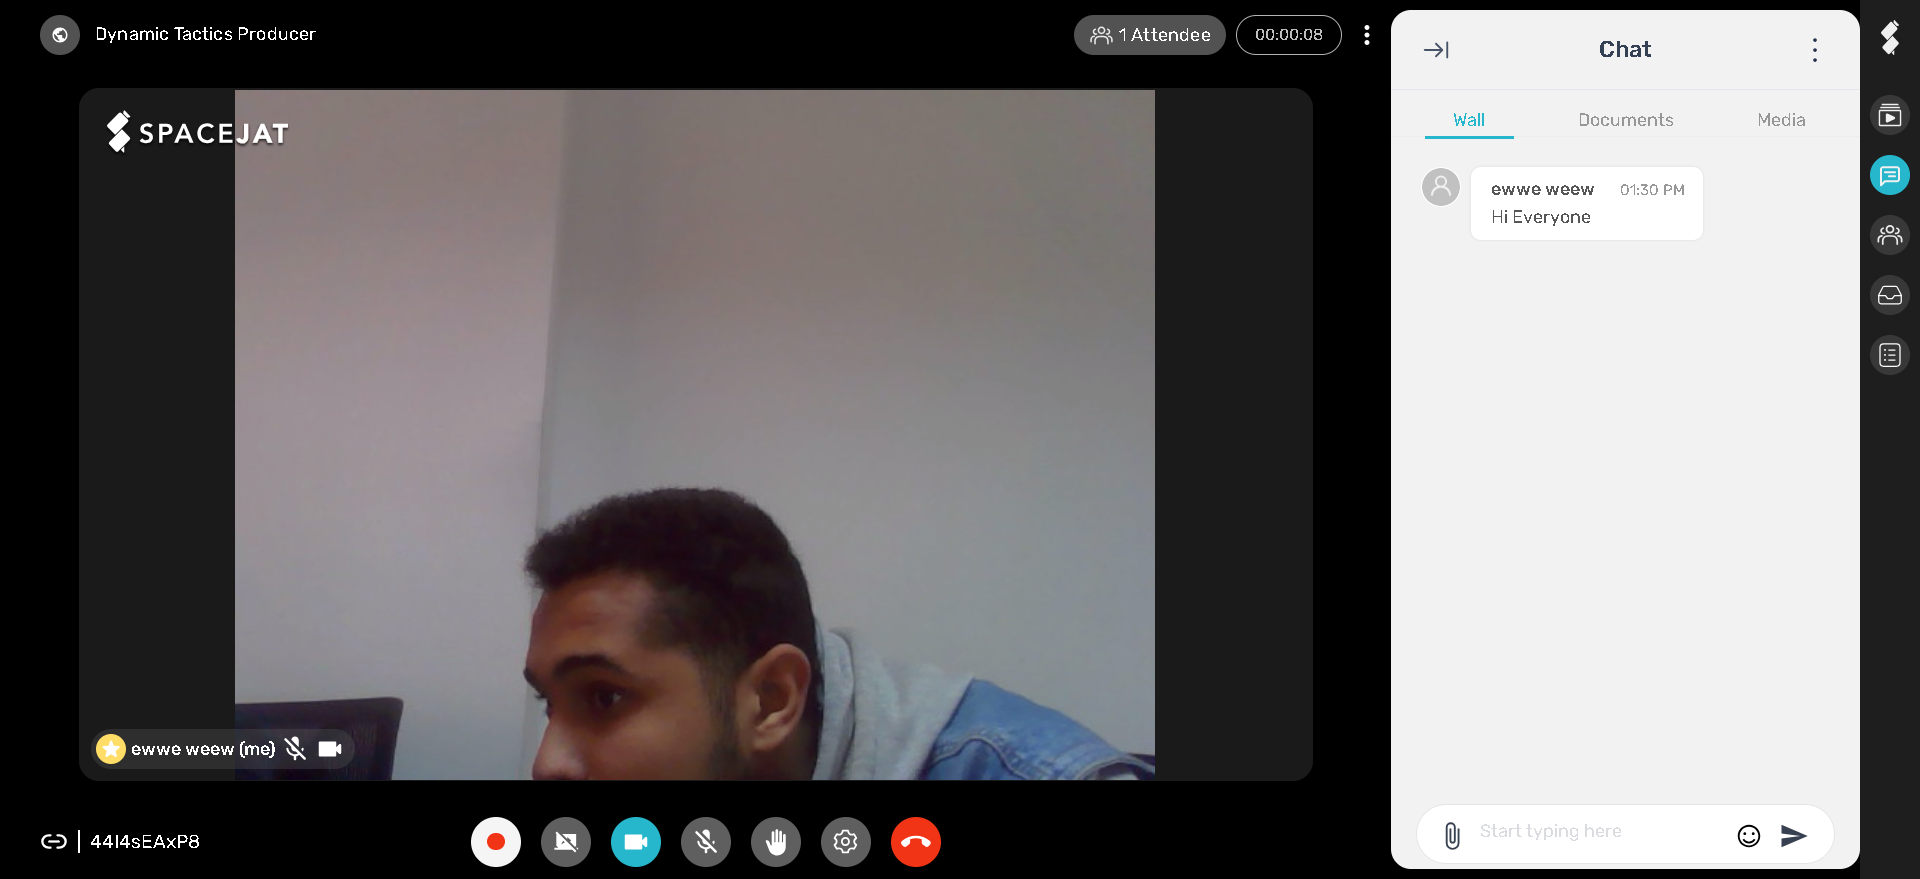 Dynamic Tactics Producer
1 Attendee
00:00:08
SPACEJAT
ewwe weew (me)
44I4sEAxP8
Chat
Wall
Documents
Media
ewwe weew 01:30 PM
Hi Everyone
Start typing here